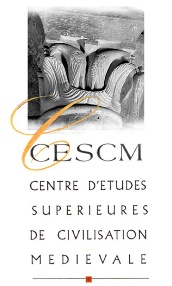 CESCM
CENTRE D'ETUDES
SUPERIEURES
DE CIVILISATION
MEDIEVALE